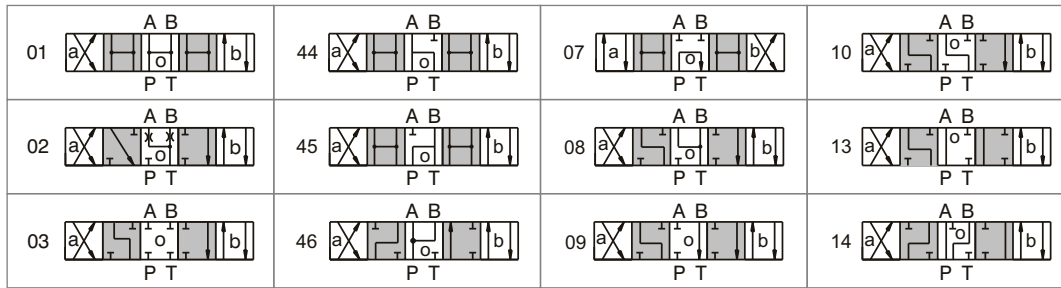 A B A B A B A B
01 a o b 44 a o b 07 a o b 10 a o b
P T P T P T P T
A B A B A B A B
02 a o b 45 a o b 08 a o b 13 a o b
P T P T P T P T
A B A B A B A B
03 a o b 46 a o b 09 a o b 14 a o b
P T P T P T P T